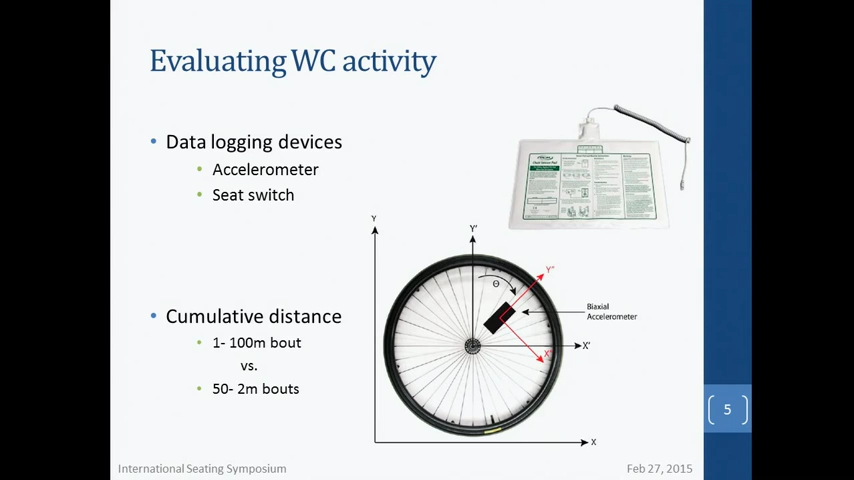 Evaluating WC activity
• Data logging devices
• Accelerometer
• Seat switch
• Cumulative distance
• 1- 100m bout
vs.
• 50- 2m bouts
Y
Y'
Y"
Θ
Biaxial
Accelerometer
X'
X"
X
5
International Seating Symposium
Feb 27, 2015